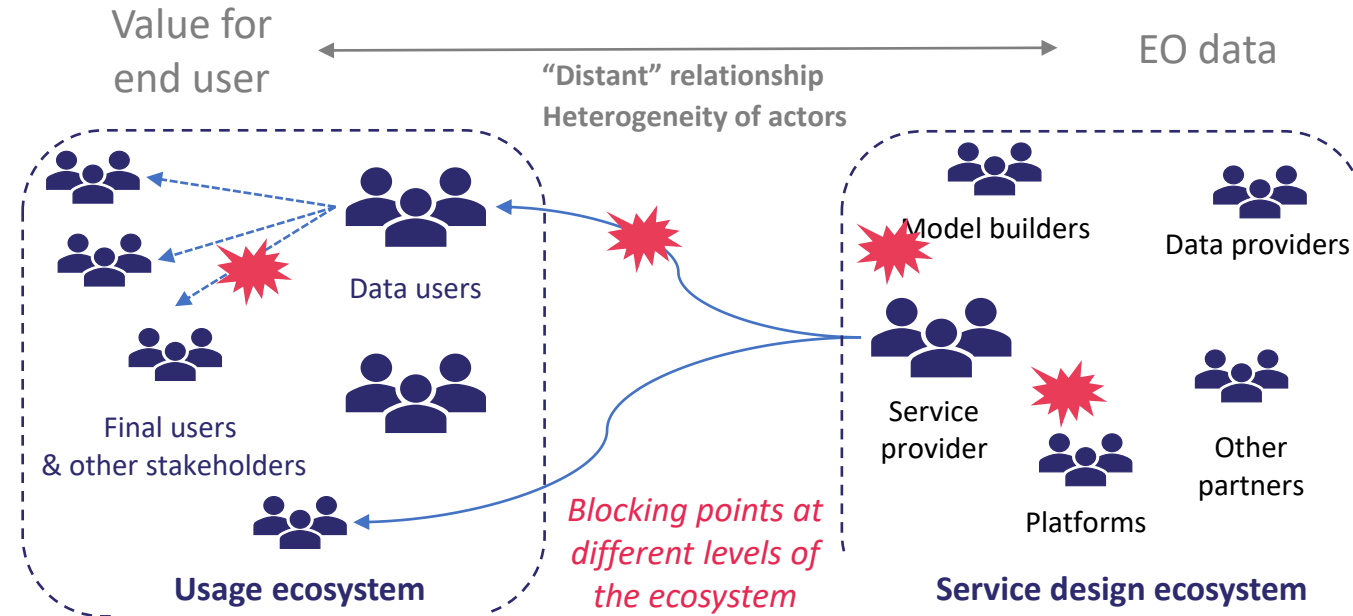 Value for
end user
“Distant” relationship
Heterogeneity of actors
EO data
Model builders
Data providers
Data users
Service
provider
Final users
& other stakeholders
Other
partners
Platforms
Blocking points at
different levels of
the ecosystem
Usage ecosystem
Service design ecosystem